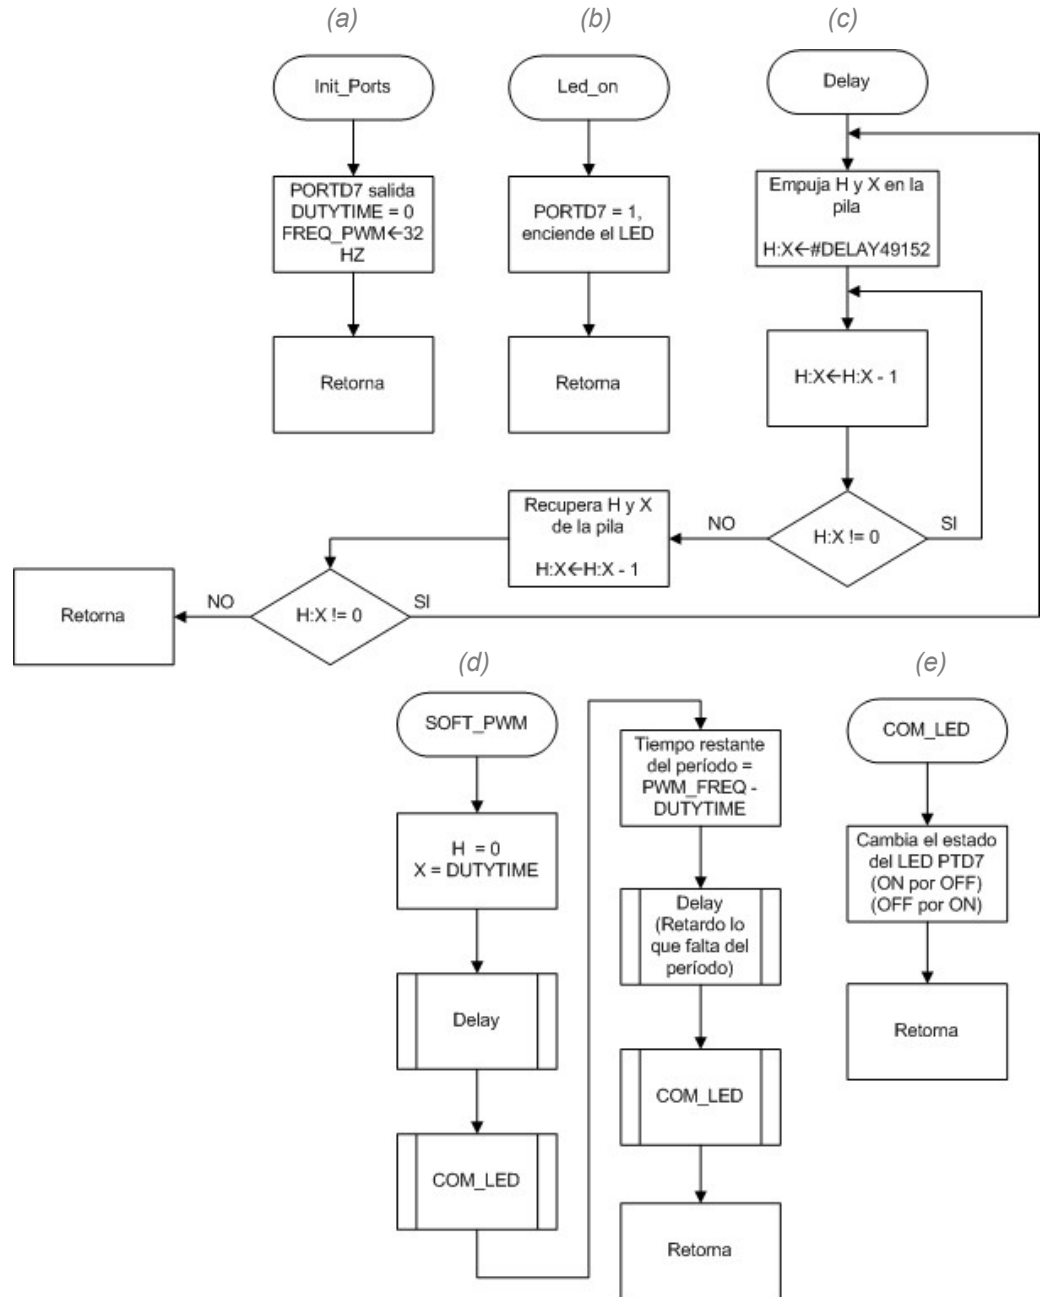 (a)
(b)
(c)
Init_Ports
Led_on
Delay
PORTD7 salida
DUTYTIME = 0
FREQ_PWM←32
HZ
PORTD7 = 1,
enciende el LED
Empuja H y X en la
pila
H:X←#DELAY49152
Retorna
Retorna
H:X←H:X - 1
Recupera H y X
de la pila
H:X←H:X - 1
NO
H:X != 0
SI
Retorna
NO
H:X != 0
SI
(d)
(e)
SOFT_PWM
H = 0
X = DUTYTIME
Delay
COM_LED
Tiempo restante
del período =
PWM_FREQ -
DUTYTIME
Delay
(Retardo lo
que falta del
período)
COM_LED
Retorna
COM_LED
Cambia el estado
del LED PTD7
(ON por OFF)
(OFF por ON)
Retorna